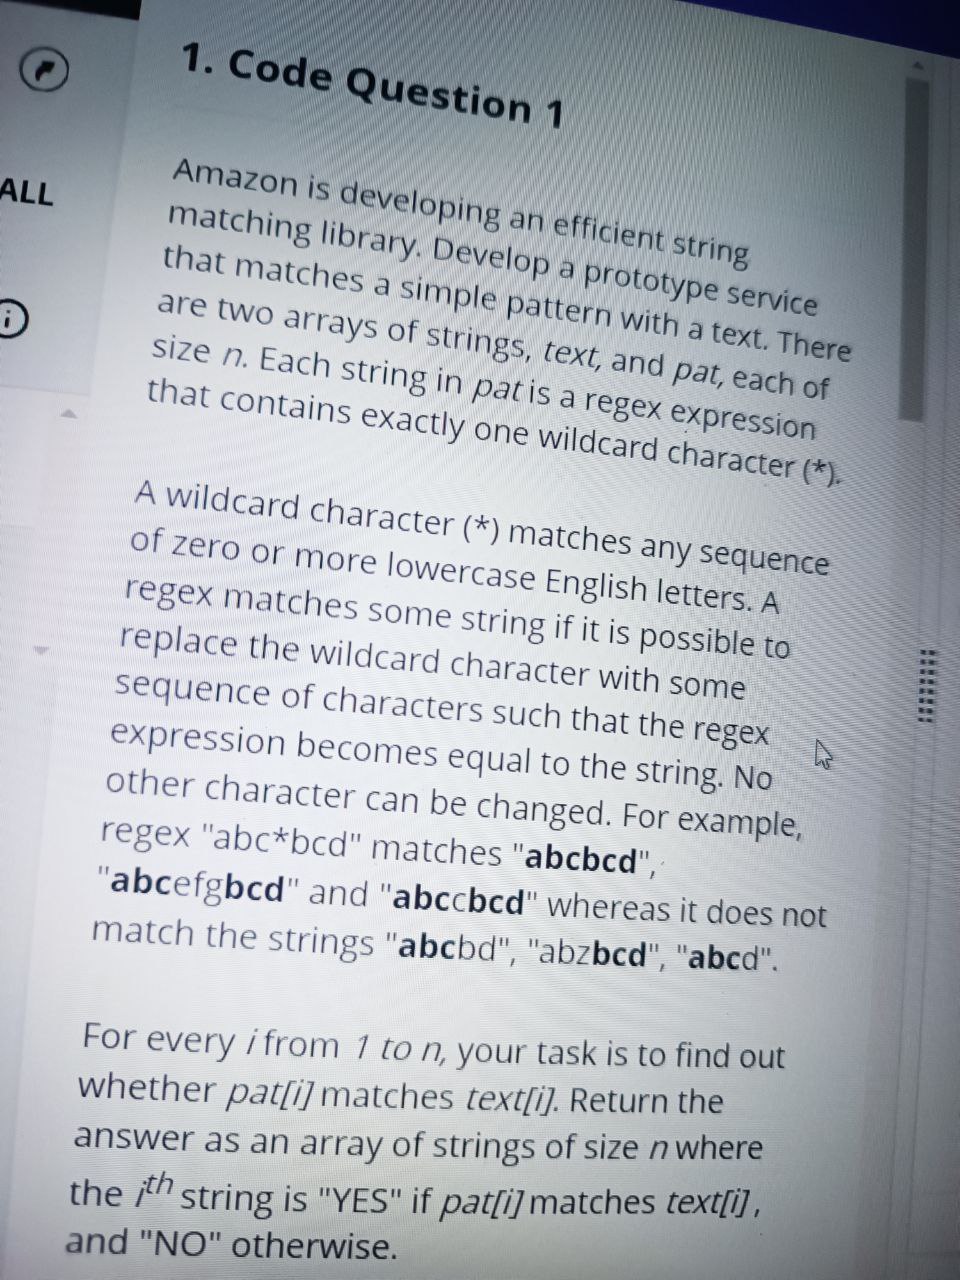 1. Code Question 1
ALL
Amazon is developing an efficient string
matching library. Develop a prototype service
that matches a simple pattern with a text. There
are two arrays of strings, text, and pat, each of
size n. Each string in pat is a regex expression
that contains exactly one wildcard character (*).
A wildcard character (*) matches any sequence
of zero or more lowercase English letters. A
regex matches some string if it is possible to
replace the wildcard character with some
sequence of characters such that the regex
expression becomes equal to the string. No
other character can be changed. For example,
regex "abc*bcd" matches "abcbcd",
"abcefgbcd" and "abccbcd" whereas it does not
match the strings "abcbd", "abzbcd", "abcd".
For every i from 1 to n, your task is to find out
whether pat[i] matches text[i]. Return the
answer as an array of strings of size n where
the ith string is "YES" if pat[i] matches text[i],
and "NO" otherwise.